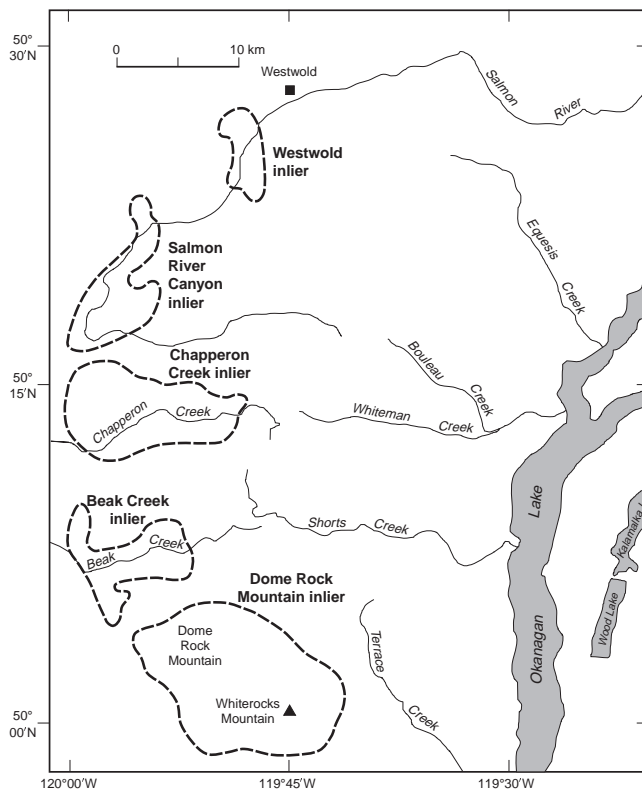 50°
30′N
0
10 km
Westwold
Salmon
River
Westwold
inlier
Salmon
River
Canyon
inlier
Equesis
Creek
50°
15′N
Chapperon
Creek inlier
Chapperon Creek
Bouleau
Creek
Whiteman Creek
Beak Creek
inlier
Beak Creek
Shorts Creek
Lake
Okanagan
Kalamalka
Wood Lake
Dome Rock
Mountain inlier
Dome
Rock
Mountain
Whiterocks
Mountain
Terrace
Creek
50°
00′N
120°00′W
119°45′W
119°30′W